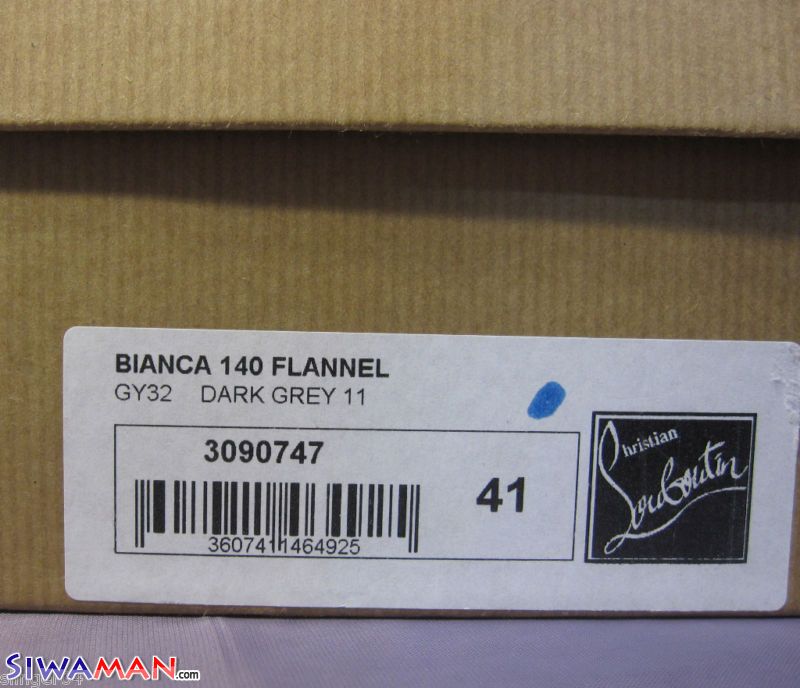 BIANCA 140 FLANNEL
GY32 DARK GREY 11
3090747
41
3607411464925
Christian
Louboutin
SIWAMAN.com